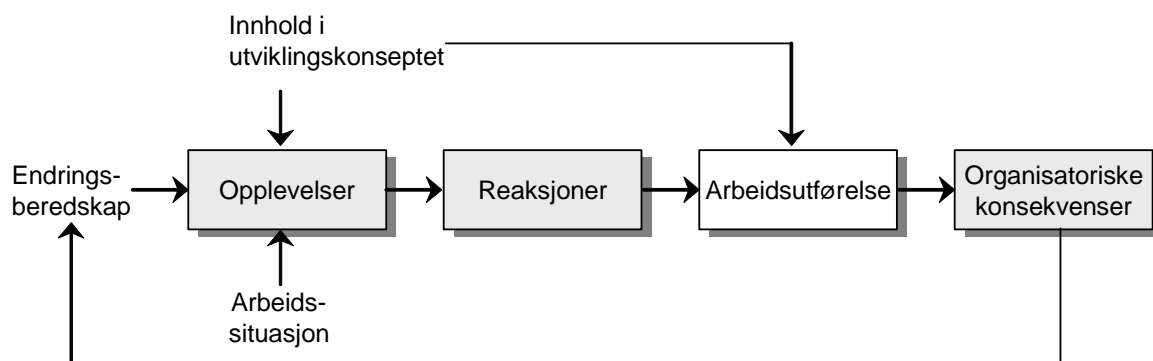 Innhold i
utviklingskonseptet
Endrings-
beredskap
Opplevelser
Reaksjoner
Arbeidsutførelse
Organisatoriske
konsekvenser
Arbeids-
situasjon